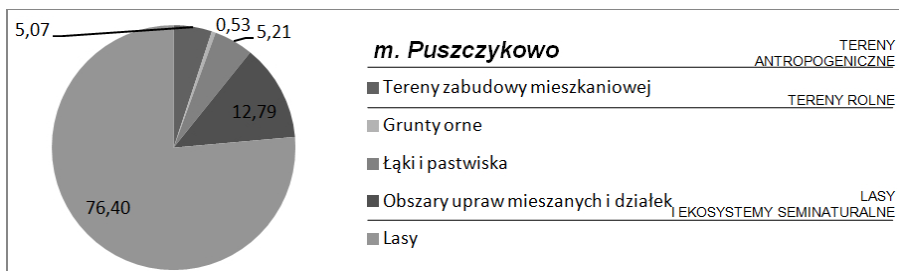 5,07
0,53
5,21
12,79
76,40
m. Puszczykowo
TERENY
ANTROPOGENICZNE
Tereny zabudowy mieszkaniowej
TERENY ROLNE
Grunty orne
Łąki i pastwiska
Obszary upraw mieszanych i działek
LASY
I EKOSYSTEMY SEMINATURALNE
Lasy